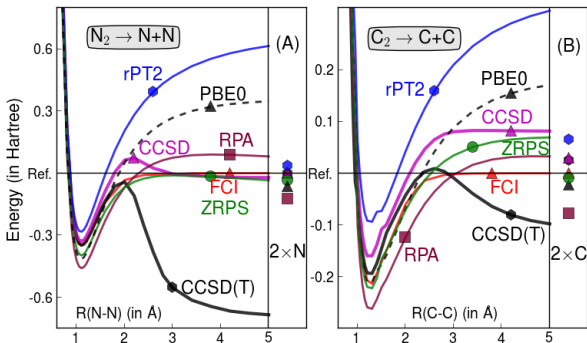 N₂ → N+N
(A)
rPT2
PBE0
CCSD
RPA
FCI
ZRPS
CCSD(T)
2×N
Energy (in Hartree)
0.6
0.3
Ref.
-0.3
-0.6
R(N-N) (in Å)
1 2 3 4 5
C₂ → C+C
(B)
rPT2
PBE0
CCSD
ZRPS
FCI
RPA
CCSD(T)
2×C
0.2
0.1
Ref.
-0.1
-0.2
R(C-C) (in Å)
1 2 3 4 5